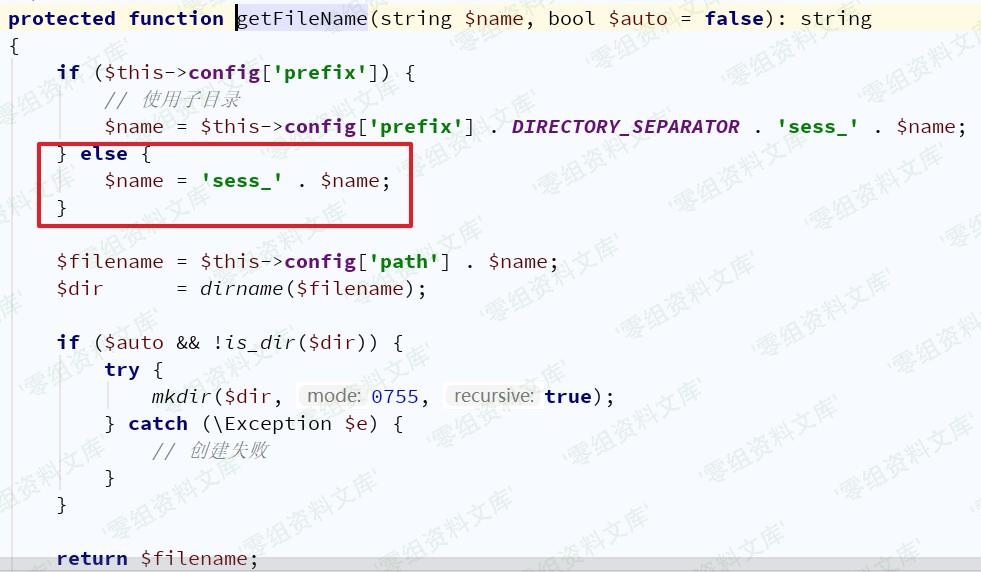 protected function getFileName(string $name, bool $auto = false): string
{
if ($this->config['prefix']) {
// 使用子目录
$name = $this->config['prefix'] . DIRECTORY_SEPARATOR . 'sess_' . $name;
} else {
$name = 'sess_' . $name;
}
$filename = $this->config['path'] . $name;
$dir = dirname($filename);
if ($auto && !is_dir($dir)) {
try {
mkdir($dir, mode: 0755, recursive: true);
} catch (\Exception $e) {
// 创建失败
}
}
return $filename;
'零组资料文库'